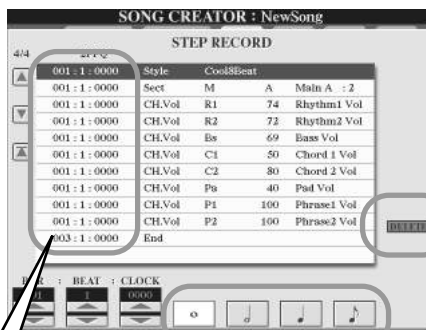 SONG CREATOR : NewSong
STEP RECORD
4/4
001 : 1 : 0000 Style Cool8Beat
001 : 1 : 0000 Sect M A Main A : 2
001 : 1 : 0000 CH.Vol R1 74 Rhythm1 Vol
001 : 1 : 0000 CH.Vol R2 72 Rhythm2 Vol
001 : 1 : 0000 CH.Vol Bs 69 Bass Vol
001 : 1 : 0000 CH.Vol C1 50 Chord 1 Vol
001 : 1 : 0000 CH.Vol C2 80 Chord 2 Vol
001 : 1 : 0000 CH.Vol Pa 40 Pad Vol
001 : 1 : 0000 CH.Vol P1 100 Phrase1 Vol
001 : 1 : 0000 CH.Vol P2 100 Phrase2 Vol
DELETE
003 : 1 : 0000 End
: BEAT : CLOCK
1 0000